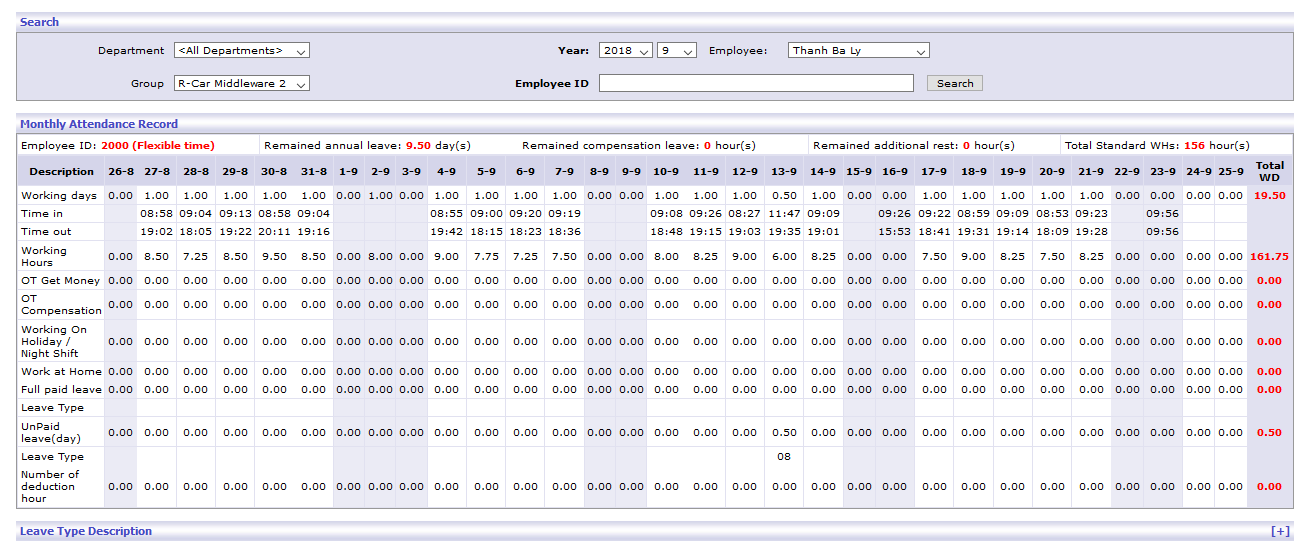 Search
Department <All Departments> Year: 2018 9 Employee: Thanh Ba Ly
Group R-Car Middleware 2 Employee ID Search
Monthly Attendance Record
Employee ID: 2000 (Flexible time) Remained annual leave: 9.50 day(s) Remained compensation leave: 0 hour(s) Remained additional rest: 0 hour(s) Total Standard WHs: 156 hour(s)
Description 26-8 27-8 28-8 29-8 30-8 31-8 1-9 2-9 3-9 4-9 5-9 6-9 7-9 8-9 9-9 10-9 11-9 12-9 13-9 14-9 15-9 16-9 17-9 18-9 19-9 20-9 21-9 22-9 23-9 24-9 25-9 Total
WD
Working days 0.00 1.00 1.00 1.00 1.00 1.00 0.00 1.00 0.00 1.00 1.00 1.00 1.00 0.00 0.00 1.00 1.00 1.00 0.50 1.00 0.00 0.00 1.00 1.00 1.00 1.00 1.00 0.00 0.00 0.00 0.00 19.50
Time in 08:58 09:04 09:13 08:58 09:04 08:55 09:00 09:20 09:19 09:08 09:26 08:27 11:47 09:09 09:26 09:22 08:59 09:09 08:53 09:23 09:56
Time out 19:02 18:05 19:22 20:11 19:16 19:42 18:15 18:23 18:36 18:48 19:15 19:03 19:35 19:01 15:53 18:41 19:31 19:14 18:09 19:28 09:56
Working
Hours 0.00 8.50 7.25 8.50 9.50 8.50 0.00 8.00 0.00 9.00 7.75 7.25 7.50 0.00 0.00 8.00 8.25 9.00 6.00 8.25 0.00 0.00 7.50 9.00 8.25 7.50 8.25 0.00 0.00 0.00 0.00 161.75
OT Get Money 0.00 0.00 0.00 0.00 0.00 0.00 0.00 0.00 0.00 0.00 0.00 0.00 0.00 0.00 0.00 0.00 0.00 0.00 0.00 0.00 0.00 0.00 0.00 0.00 0.00 0.00 0.00 0.00 0.00 0.00 0.00 0.00
OT
Compensation 0.00 0.00 0.00 0.00 0.00 0.00 0.00 0.00 0.00 0.00 0.00 0.00 0.00 0.00 0.00 0.00 0.00 0.00 0.00 0.00 0.00 0.00 0.00 0.00 0.00 0.00 0.00 0.00 0.00 0.00 0.00 0.00
Working On
Holiday / 0.00 0.00 0.00 0.00 0.00 0.00 0.00 0.00 0.00 0.00 0.00 0.00 0.00 0.00 0.00 0.00 0.00 0.00 0.00 0.00 0.00 0.00 0.00 0.00 0.00 0.00 0.00 0.00 0.00 0.00 0.00 0.00
Night Shift
Work at Home 0.00 0.00 0.00 0.00 0.00 0.00 0.00 0.00 0.00 0.00 0.00 0.00 0.00 0.00 0.00 0.00 0.00 0.00 0.00 0.00 0.00 0.00 0.00 0.00 0.00 0.00 0.00 0.00 0.00 0.00 0.00 0.00
Full paid leave 0.00 0.00 0.00 0.00 0.00 0.00 0.00 0.00 0.00 0.00 0.00 0.00 0.00 0.00 0.00 0.00 0.00 0.00 0.00 0.00 0.00 0.00 0.00 0.00 0.00 0.00 0.00 0.00 0.00 0.00 0.00 0.00
Leave Type
UnPaid
leave(day) 0.00 0.00 0.00 0.00 0.00 0.00 0.00 0.00 0.00 0.00 0.00 0.00 0.00 0.00 0.00 0.00 0.00 0.00 0.50 0.00 0.00 0.00 0.00 0.00 0.00 0.00 0.00 0.00 0.00 0.00 0.00 0.50
Leave Type 08
Number of
deduction 0.00 0.00 0.00 0.00 0.00 0.00 0.00 0.00 0.00 0.00 0.00 0.00 0.00 0.00 0.00 0.00 0.00 0.00 0.00 0.00 0.00 0.00 0.00 0.00 0.00 0.00 0.00 0.00 0.00 0.00 0.00 0.00
hour
Leave Type Description [+]